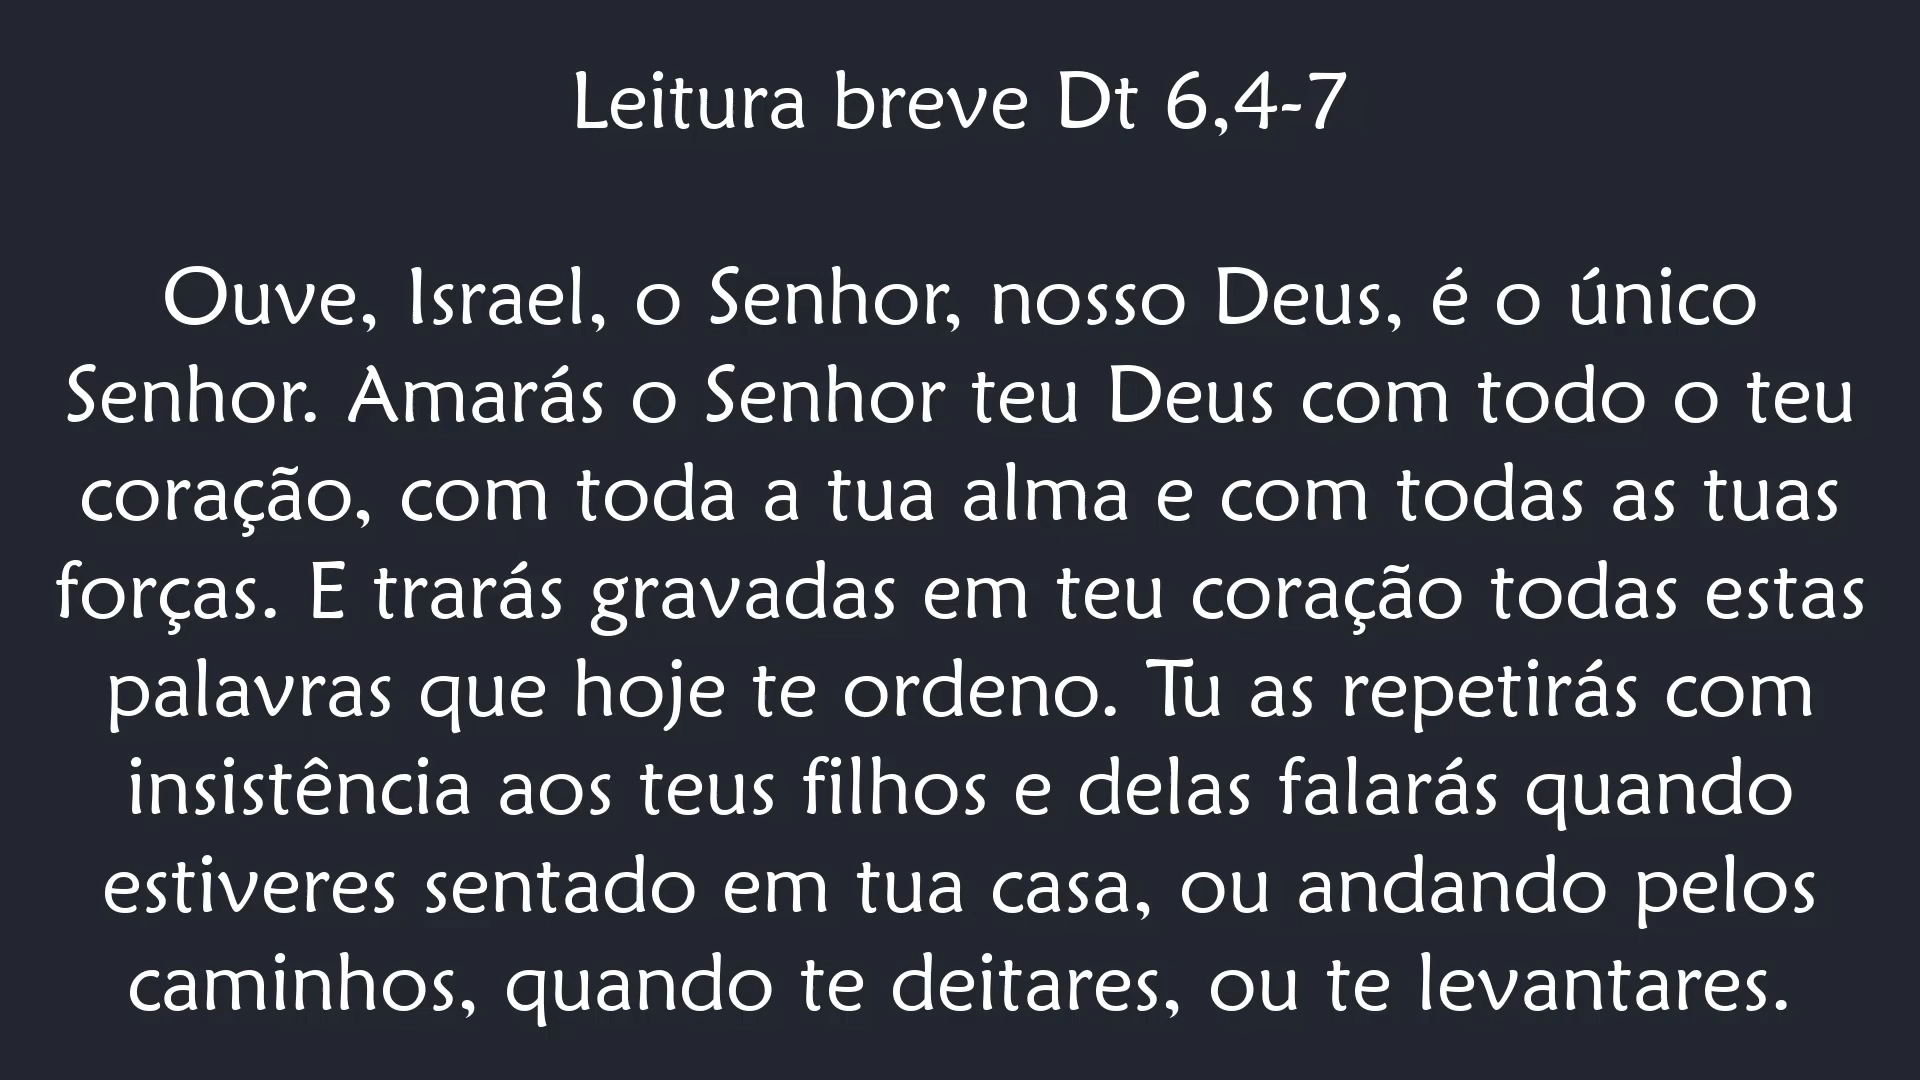 Leitura breve Dt 6,4-7
Ouve, Israel, o Senhor, nosso Deus, é o único
Senhor. Amarás o Senhor teu Deus com todo o teu
coração, com toda a tua alma e com todas as tuas
forças. E trarás gravadas em teu coração todas estas
palavras que hoje te ordeno. Tu as repetirás com
insistência aos teus filhos e delas falarás quando
estiveres sentado em tua casa, ou andando pelos
caminhos, quando te deitares, ou te levantares.